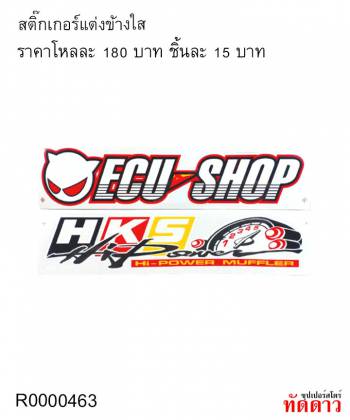 สติ๊กเกอร์แต่งข้างใส
ราคาโหลละ 180 บาท ชิ้นละ 15 บาท
ECU-SHOP
HKS
Hi-Power
12345
Hi-POWER MUFFLER
R0000463
ซุปเปอร์สโตร์
ทัดดาว